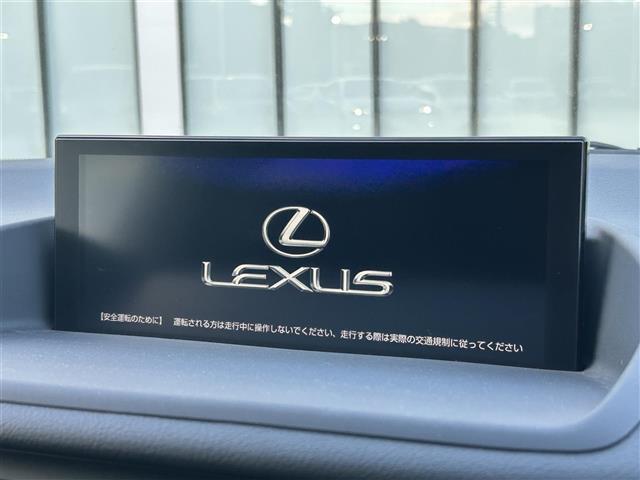 LEXUS
【安全運転のために】 運転される方は走行中に操作しないでください、走行する際は実際の交通規制に従ってください